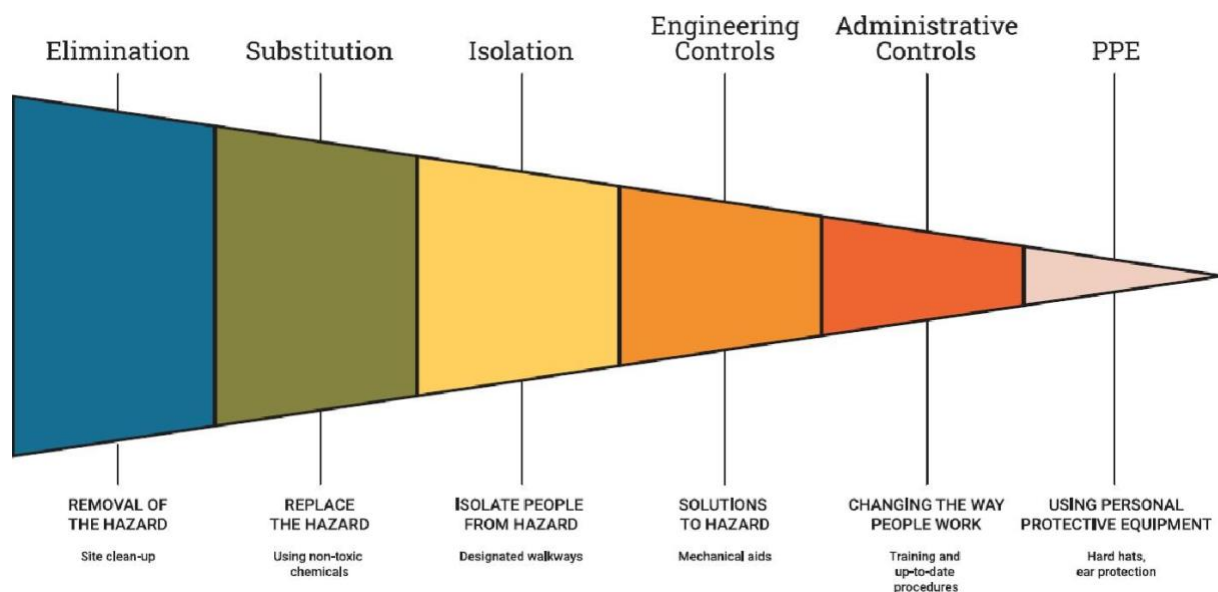 Elimination
Substitution
Isolation
Engineering
Controls
Administrative
Controls
PPE
REMOVAL OF
THE HAZARD
Site clean-up
REPLACE
THE HAZARD
Using non-toxic
chemicals
ISOLATE PEOPLE
FROM HAZARD
Designated walkways
SOLUTIONS
TO HAZARD
Mechanical aids
CHANGING THE WAY
PEOPLE WORK
Training and
up-to-date
procedures
USING PERSONAL
PROTECTIVE EQUIPMENT
Hard hats,
ear protection